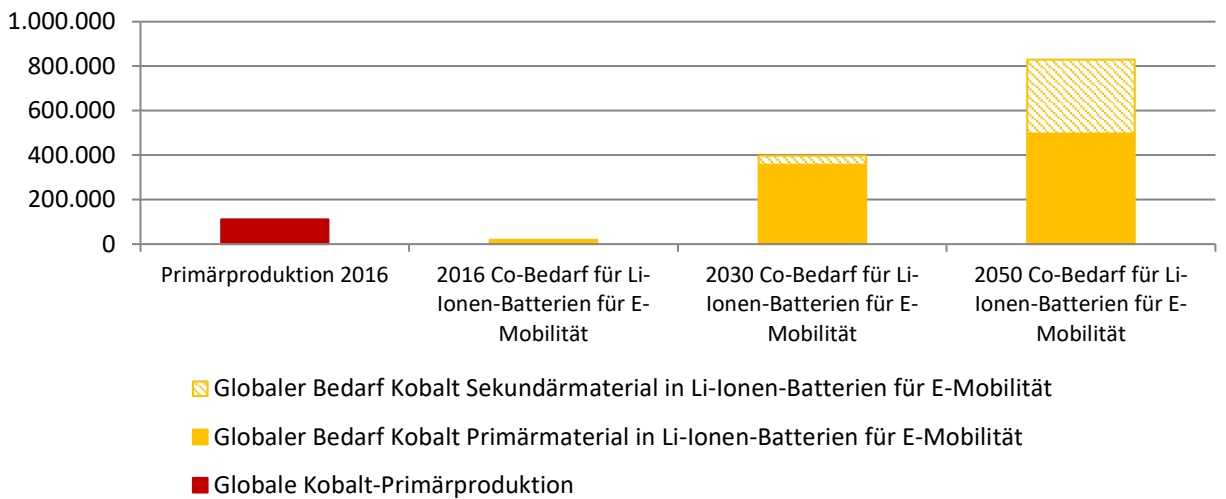 1.000.000
800.000
600.000
400.000
200.000
0
Primärproduktion 2016
2016 Co-Bedarf für Li-
Ionen-Batterien für E-
Mobilität
2030 Co-Bedarf für Li-
Ionen-Batterien für E-
Mobilität
2050 Co-Bedarf für Li-
Ionen-Batterien für E-
Mobilität
Globaler Bedarf Kobalt Sekundärmaterial in Li-Ionen-Batterien für E-Mobilität
Globaler Bedarf Kobalt Primärmaterial in Li-Ionen-Batterien für E-Mobilität
Globale Kobalt-Primärproduktion